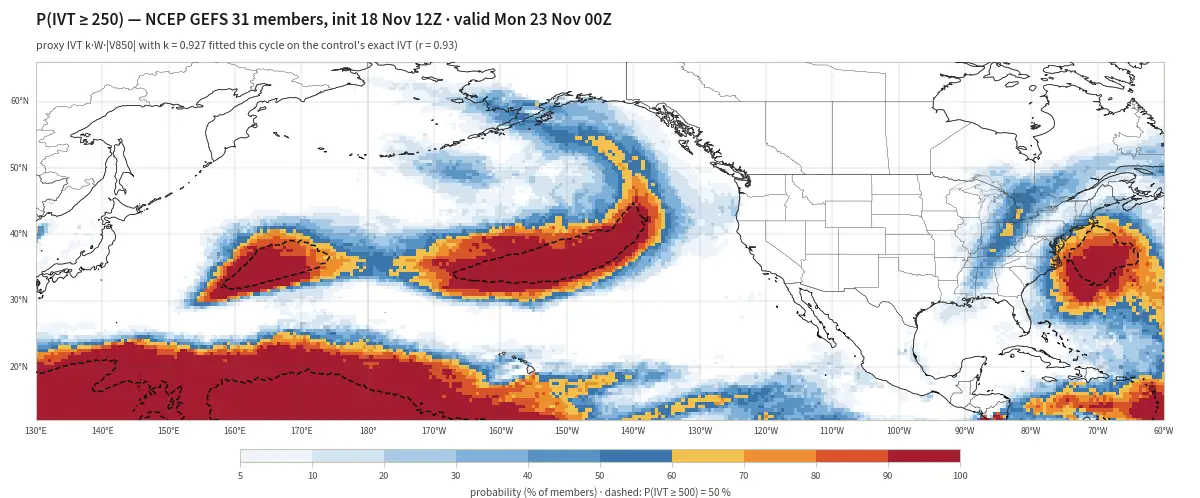 P(IVT ≥ 250) — NCEP GEFS 31 members, init 18 Nov 12Z · valid Mon 23 Nov 00Z
proxy IVT k·W·|V850| with k = 0.927 fitted this cycle on the control's exact IVT (r = 0.93)
60°N
50°N
40°N
30°N
20°N
130°E 140°E 150°E 160°E 170°E 180° 170°W 160°W 150°W 140°W 130°W 120°W 110°W 100°W 90°W 80°W 70°W 60°W
5 10 20 30 40 50 60 70 80 90 100
probability (% of members) · dashed: P(IVT ≥ 500) = 50 %